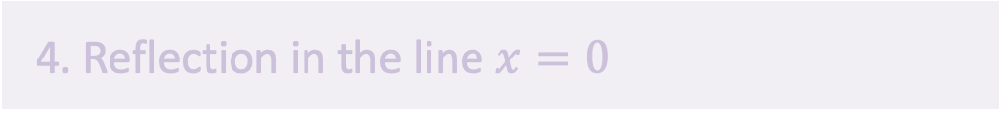 4. Reflection in the line x = 0